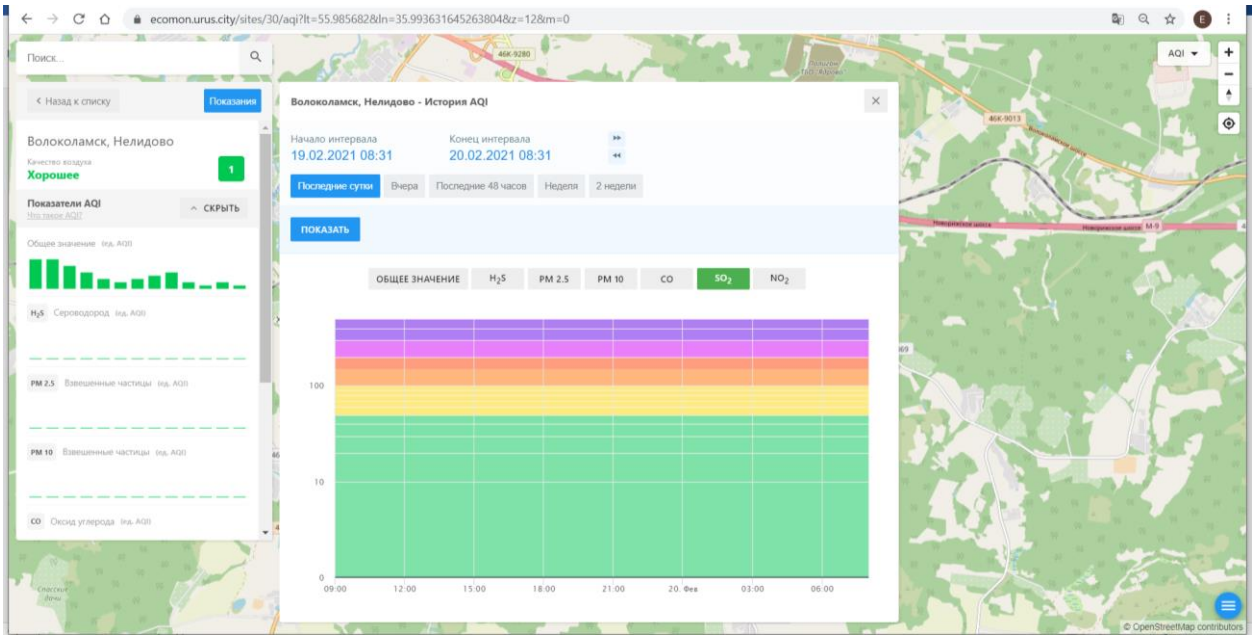 ecomon.urus.city/sites/30/aqi?lt=55.985682&ln=35.993631645263804&z=12&m=0
E
Поиск...
46K-9280
AQI
+
−
< Назад к списку
Показания
Волоколамск, Нелидово - История AQI
×
46K-9013
Волоколамск, Нелидово
Качество воздуха
Хорошее
1
Начало интервала
Конец интервала
19.02.2021 08:31
20.02.2021 08:31
Последние сутки
Вчера
Последние 48 часов
Неделя
2 недели
Показатели AQI
Что такое AQI?
СКРЫТЬ
ПОКАЗАТЬ
Новорижское шоссе
Новорижское шоссе
М-9
Общее значение (ед. AQI)
ОБЩЕЕ ЗНАЧЕНИЕ
H₂S
PM 2.5
PM 10
CO
SO₂
NO₂
H₂S Сероводород (ед. AQI)
PM 2.5 Взвешенные частицы (ед. AQI)
PM 10 Взвешенные частицы (ед. AQI)
CO Оксид углерода (ед. AQI)
100
10
0
09:00
12:00
15:00
18:00
21:00
20. Фев
03:00
06:00
© OpenStreetMap contributors